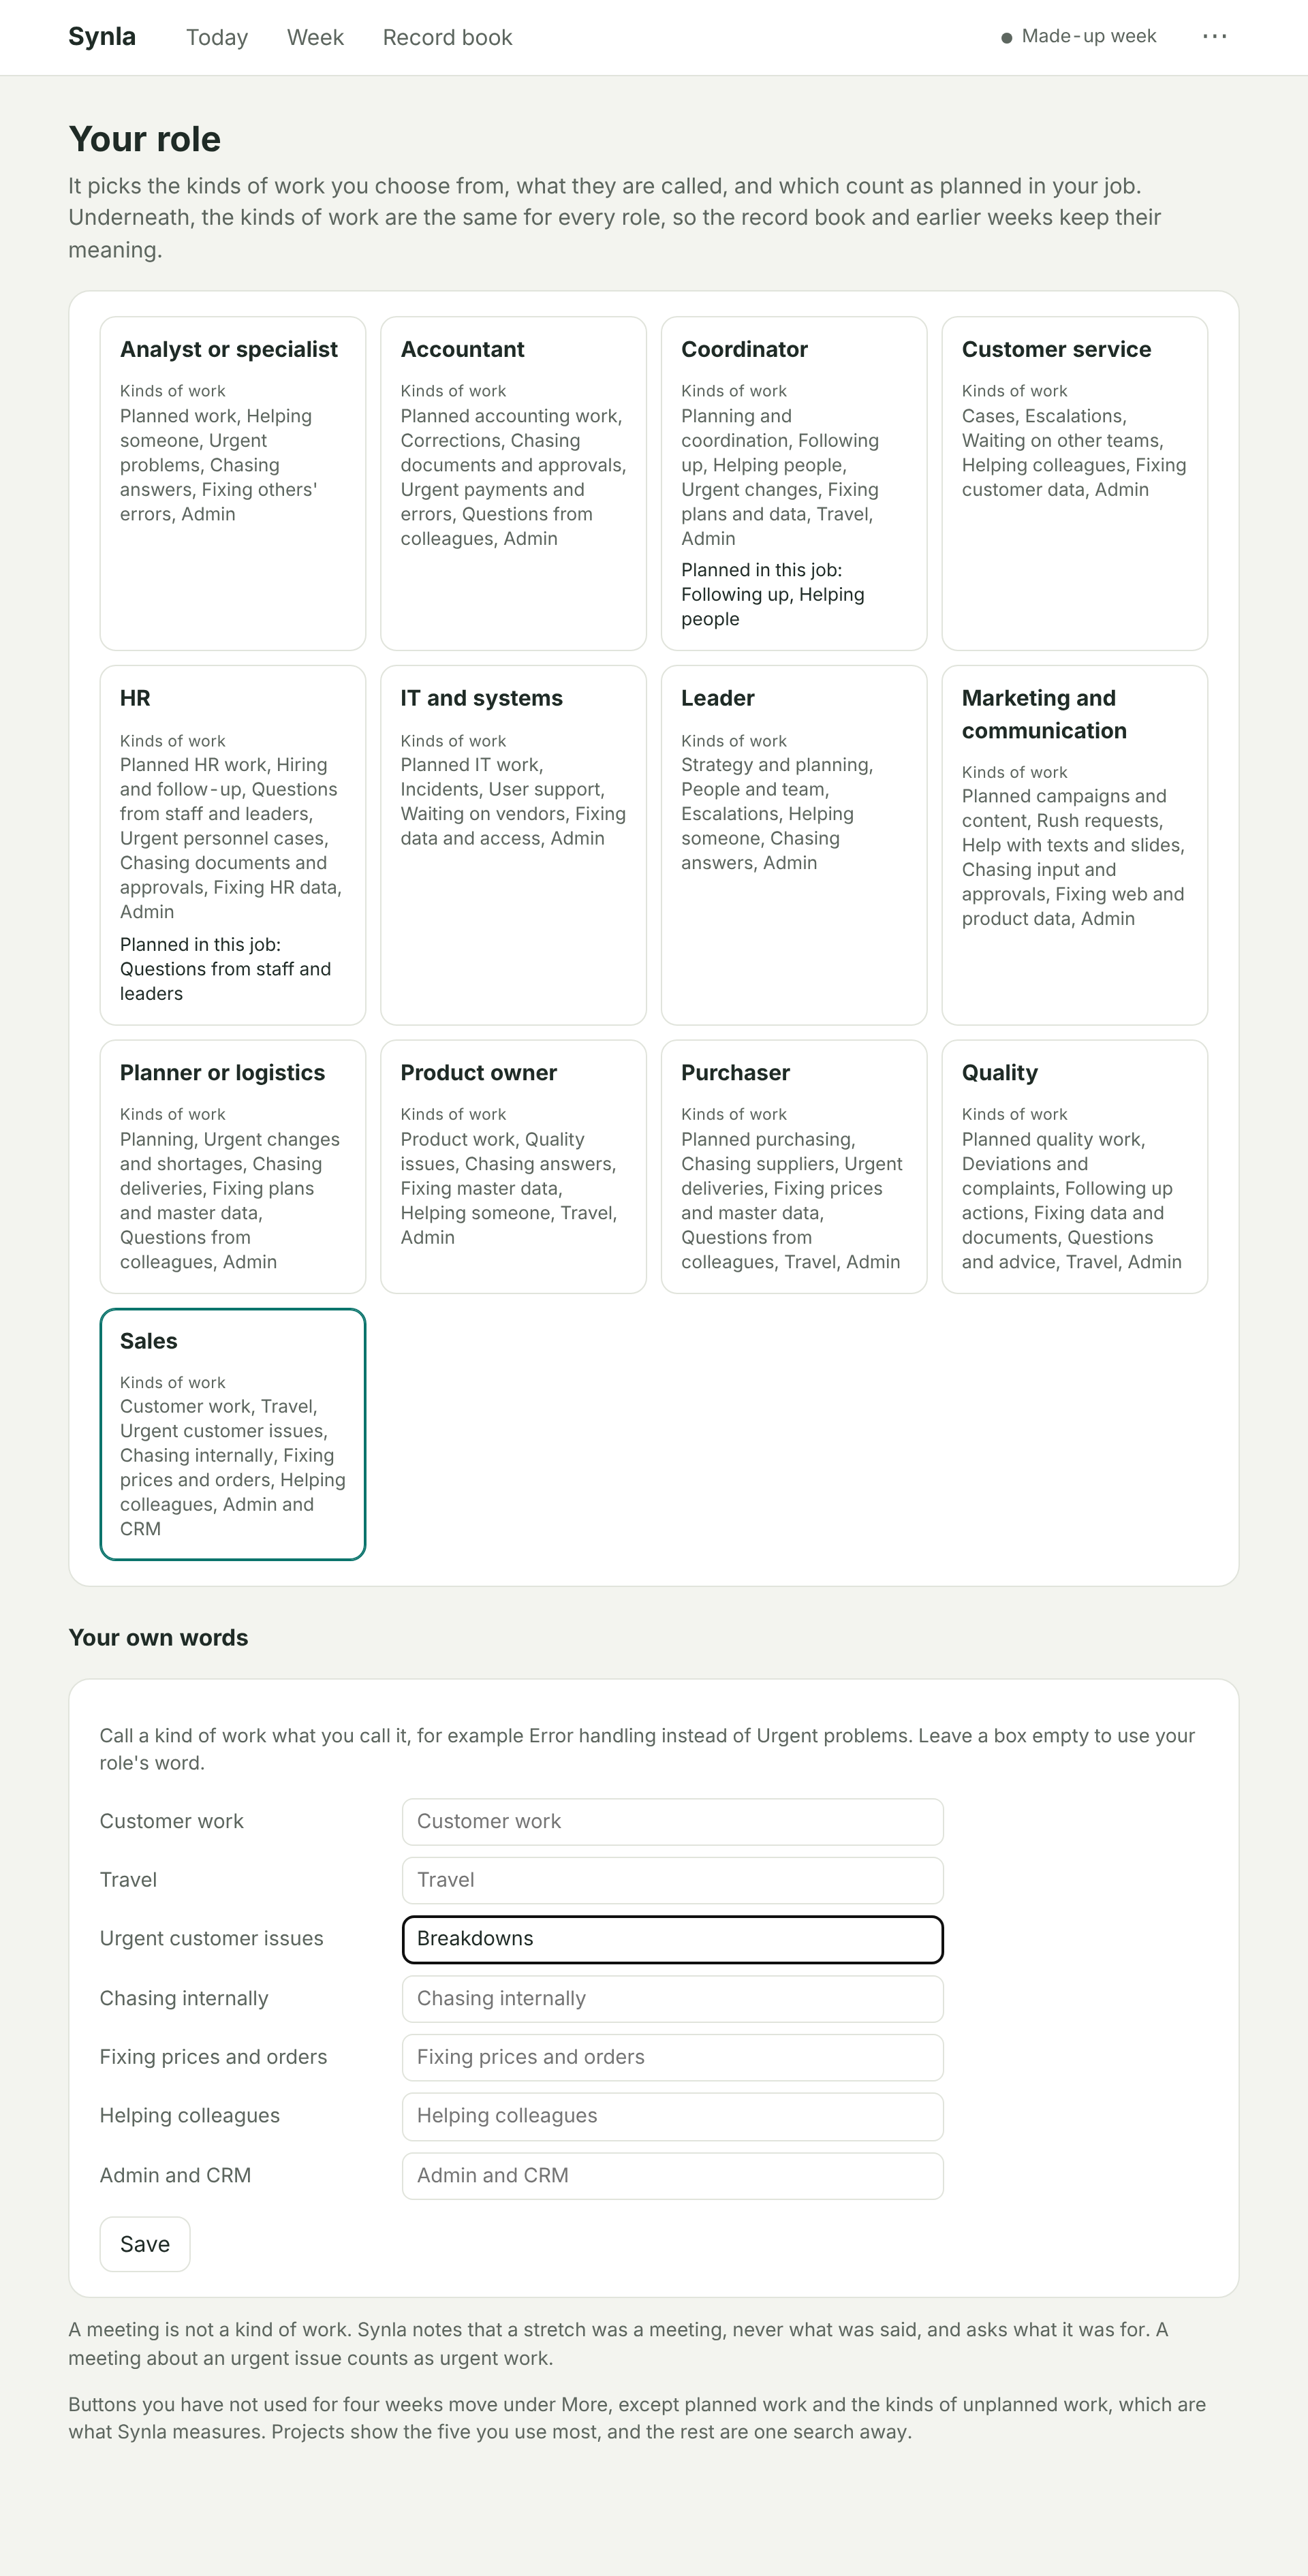 Synla
Today
Week
Record book
Made-up week
...
Your role
It picks the kinds of work you choose from, what they are called, and which count as planned in your job.
Underneath, the kinds of work are the same for every role, so the record book and earlier weeks keep their
meaning.
Analyst or specialist
Kinds of work
Planned work, Helping
someone, Urgent
problems, Chasing
answers, Fixing others'
errors, Admin
Accountant
Kinds of work
Planned accounting work,
Corrections, Chasing
documents and approvals,
Urgent payments and
errors, Questions from
colleagues, Admin
Coordinator
Kinds of work
Planning and
coordination, Following
up, Helping people,
Urgent changes, Fixing
plans and data, Travel,
Admin
Planned in this job:
Following up, Helping
people
Customer service
Kinds of work
Cases, Escalations,
Waiting on other teams,
Helping colleagues, Fixing
customer data, Admin
HR
Kinds of work
Planned HR work, Hiring
and follow-up, Questions
from staff and leaders,
Urgent personnel cases,
Chasing documents and
approvals, Fixing HR data,
Admin
Planned in this job:
Questions from staff and
leaders
IT and systems
Kinds of work
Planned IT work,
Incidents, User support,
Waiting on vendors, Fixing
data and access, Admin
Leader
Kinds of work
Strategy and planning,
People and team,
Escalations, Helping
someone, Chasing
answers, Admin
Marketing and
communication
Kinds of work
Planned campaigns and
content, Rush requests,
Help with texts and slides,
Chasing input and
approvals, Fixing web and
product data, Admin
Planner or logistics
Kinds of work
Planning, Urgent changes
and shortages, Chasing
deliveries, Fixing plans
and master data,
Questions from
colleagues, Admin
Product owner
Kinds of work
Product work, Quality
issues, Chasing answers,
Fixing master data,
Helping someone, Travel,
Admin
Purchaser
Kinds of work
Planned purchasing,
Chasing suppliers, Urgent
deliveries, Fixing prices
and master data,
Questions from
colleagues, Travel, Admin
Quality
Kinds of work
Planned quality work,
Deviations and
complaints, Following up
actions, Fixing data and
documents, Questions
and advice, Travel, Admin
Sales
Kinds of work
Customer work, Travel,
Urgent customer issues,
Chasing internally, Fixing
prices and orders, Helping
colleagues, Admin and
CRM
Your own words
Call a kind of work what you call it, for example Error handling instead of Urgent problems. Leave a box empty to use your
role's word.
Customer work
Customer work
Travel
Travel
Urgent customer issues
Breakdowns
Chasing internally
Chasing internally
Fixing prices and orders
Fixing prices and orders
Helping colleagues
Helping colleagues
Admin and CRM
Admin and CRM
Save
A meeting is not a kind of work. Synla notes that a stretch was a meeting, never what was said, and asks what it was for. A
meeting about an urgent issue counts as urgent work.
Buttons you have not used for four weeks move under More, except planned work and the kinds of unplanned work, which are
what Synla measures. Projects show the five you use most, and the rest are one search away.